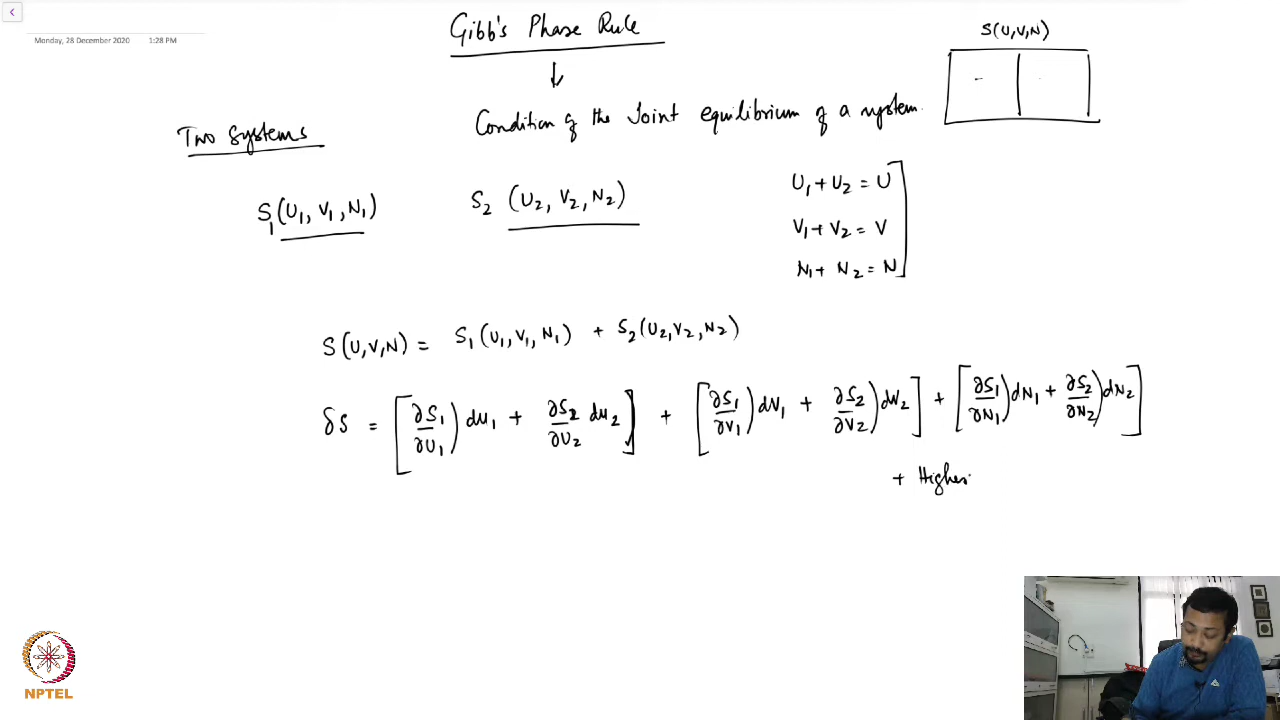 Gibb's Phase Rule
Monday, 28 December 2020 1:28 PM
S(U,V,N)
↓
Condition of the Joint equilibrium of a system.
Two Systems
S₁(U₁, V₁, N₁) S₂ (U₂, V₂, N₂)
U₁ + U₂ = U
V₁ + V₂ = V
N₁ + N₂ = N
S(U,V,N) = S₁(U₁,V₁,N₁) + S₂(U₂,V₂,N₂)
δS = [∂S₁/∂U₁) du₁ + ∂S₂/∂U₂ du₂] + [∂S₁/∂V₁) dV₁ + ∂S₂/∂V₂) dV₂] + [∂S₁/∂N₁) dN₁ + ∂S₂/∂N₂) dN₂]
+ Higher
NPTEL